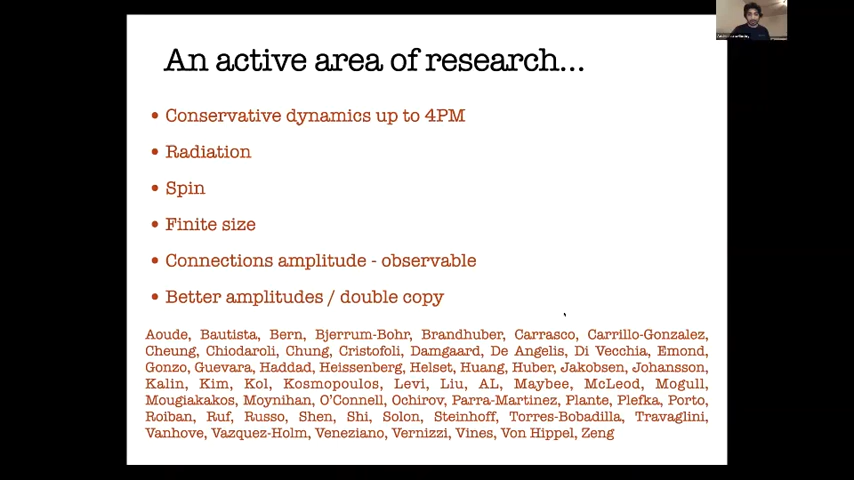 An active area of research...
• Conservative dynamics up to 4PM
• Radiation
• Spin
• Finite size
• Connections amplitude - observable
• Better amplitudes / double copy
Aoude, Bautista, Bern, Bjerrum-Bohr, Brandhuber, Carrasco, Carrillo-Gonzalez,
Cheung, Chiodaroli, Chung, Cristofoli, Damgaard, De Angelis, Di Vecchia, Emond,
Gonzo, Guevara, Haddad, Heissenberg, Helset, Huang, Huber, Jakobsen, Johansson,
Kalin, Kim, Kol, Kosmopoulos, Levi, Liu, AL, Maybee, McLeod, Mogull,
Mougiakakos, Moynihan, O'Connell, Ochirov, Parra-Martinez, Plante, Plefka, Porto,
Roiban, Ruf, Russo, Shen, Shi, Solon, Steinhoff, Torres-Bobadilla, Travaglini,
Vanhove, Vazquez-Holm, Veneziano, Vernizzi, Vines, Von Hippel, Zeng